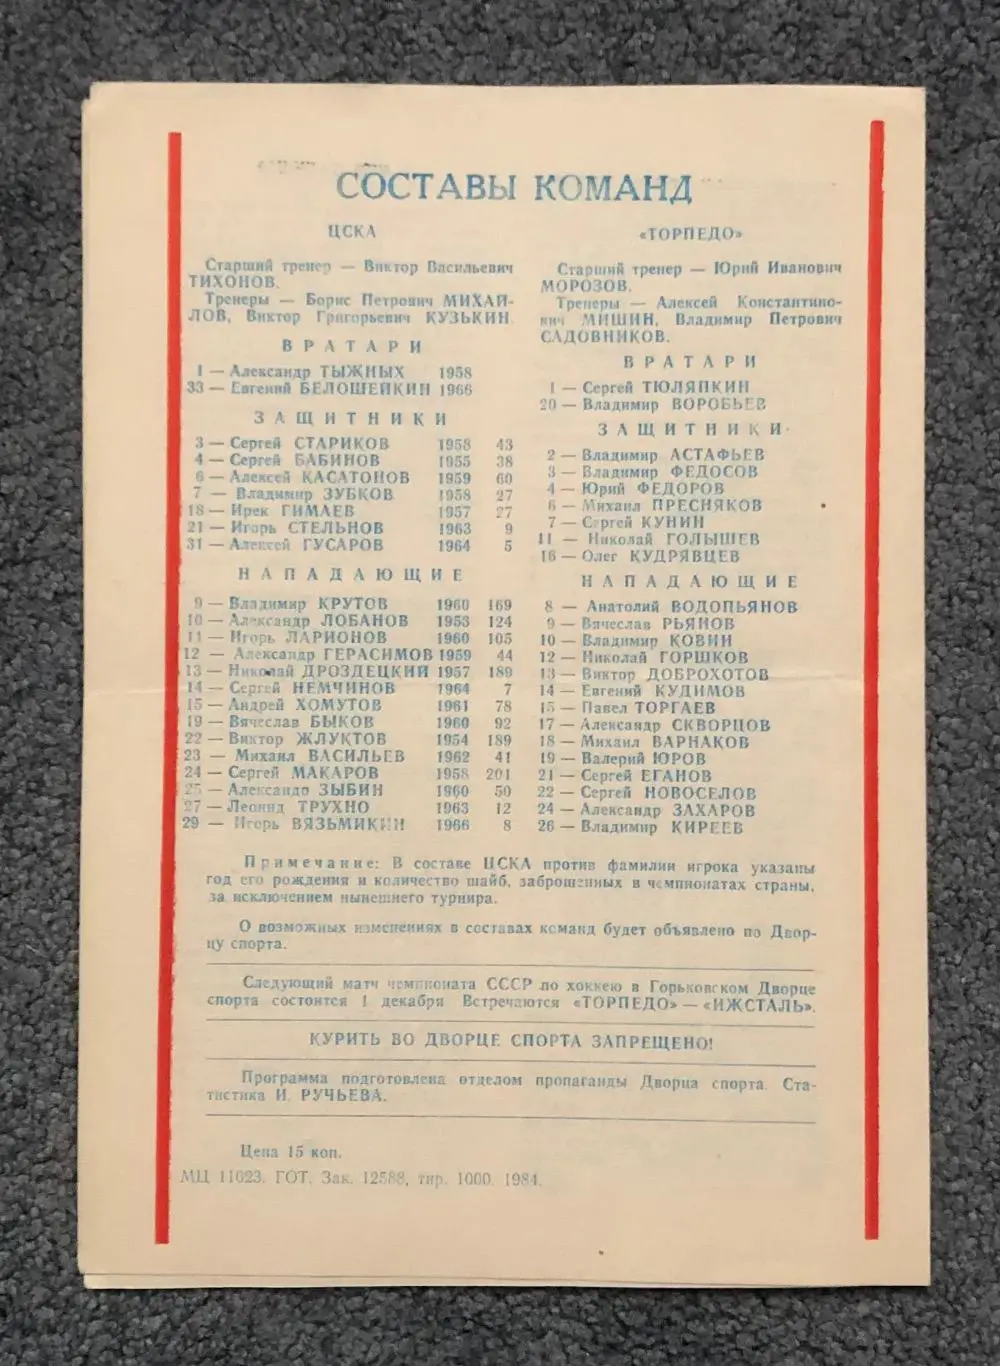 СОСТАВЫ КОМАНД
ЦСКА
Старший тренер — Виктор Васильевич
ТИХОНОВ.
Тренеры — Борис Петрович МИХАЙ-
ЛОВ, Виктор Григорьевич КУЗЬКИН.
ВРАТАРИ
1 — Александр ТЫЖНЫХ 1958
33 — Евгений БЕЛОШЕЙКИН 1966
ЗАЩИТНИКИ
3 — Сергей СТАРИКОВ 1958 43
4 — Сергей БАБИНОВ 1955 38
6 — Алексей КАСАТОНОВ 1959 60
7 — Владимир ЗУБКОВ 1958 27
18 — Ирек ГИМАЕВ 1957 27
21 — Игорь СТЕЛЬНОВ 1963 9
31 — Алексей ГУСАРОВ 1964 5
НАПАДАЮЩИЕ
9 — Владимир КРУТОВ 1960 169
10 — Александр ЛОБАНОВ 1953 124
11 — Игорь ЛАРИОНОВ 1960 105
12 — Александр ГЕРАСИМОВ 1959 44
13 — Николай ДРОЗДЕЦКИЙ 1957 189
14 — Сергей НЕМЧИНОВ 1964 7
15 — Андрей ХОМУТОВ 1961 78
19 — Вячеслав БЫКОВ 1960 92
22 — Виктор ЖЛУКТОВ 1954 189
23 — Михаил ВАСИЛЬЕВ 1962 41
24 — Сергей МАКАРОВ 1958 201
25 — Александр ЗЫБИН 1960 50
27 — Леонид ТРУХНО 1963 12
29 — Игорь ВЯЗЬМИКИН 1966 8
«ТОРПЕДО»
Старший тренер — Юрий Иванович
МОРОЗОВ.
Тренеры — Алексей Константино-
вич МИШИН, Владимир Петрович
САДОВНИКОВ.
ВРАТАРИ
1 — Сергей ТЮЛЯПКИН
20 — Владимир ВОРОБЬЕВ
ЗАЩИТНИКИ
2 — Владимир АСТАФЬЕВ
3 — Владимир ФЕДОСОВ
4 — Юрий ФЕДОРОВ
6 — Михаил ПРЕСНЯКОВ
7 — Сергей КУНИН
11 — Николай ГОЛЫШЕВ
16 — Олег КУДРЯВЦЕВ
НАПАДАЮЩИЕ
8 — Анатолий ВОДОПЬЯНОВ
9 — Вячеслав РЬЯНОВ
10 — Владимир КОВИН
12 — Николай ГОРШКОВ
13 — Виктор ДОБРОХОТОВ
14 — Евгений КУДИМОВ
15 — Павел ТОРГАЕВ
17 — Александр СКВОРЦОВ
18 — Михаил ВАРНАКОВ
19 — Валерий ЮРОВ
21 — Сергей ЕГАНОВ
22 — Сергей НОВОСЕЛОВ
24 — Александр ЗАХАРОВ
26 — Владимир КИРЕЕВ
Примечание: В составе ЦСКА против фамилии игрока указаны
год его рождения и количество шайб, заброшенных в чемпионатах страны,
за исключением нынешнего турнира.
О возможных изменениях в составах команд будет объявлено по Двор-
цу спорта.
Следующий матч чемпионата СССР по хоккею в Горьковском Дворце
спорта состоится 1 декабря Встречаются «ТОРПЕДО» — «ИЖСТАЛЬ».
КУРИТЬ ВО ДВОРЦЕ СПОРТА ЗАПРЕЩЕНО!
Программа подготовлена отделом пропаганды Дворца спорта. Ста-
тистика И. РУЧЬЕВА.
Цена 15 коп.
МЦ 11023. ГОТ. Зак. 12588, тир. 1000. 1984.